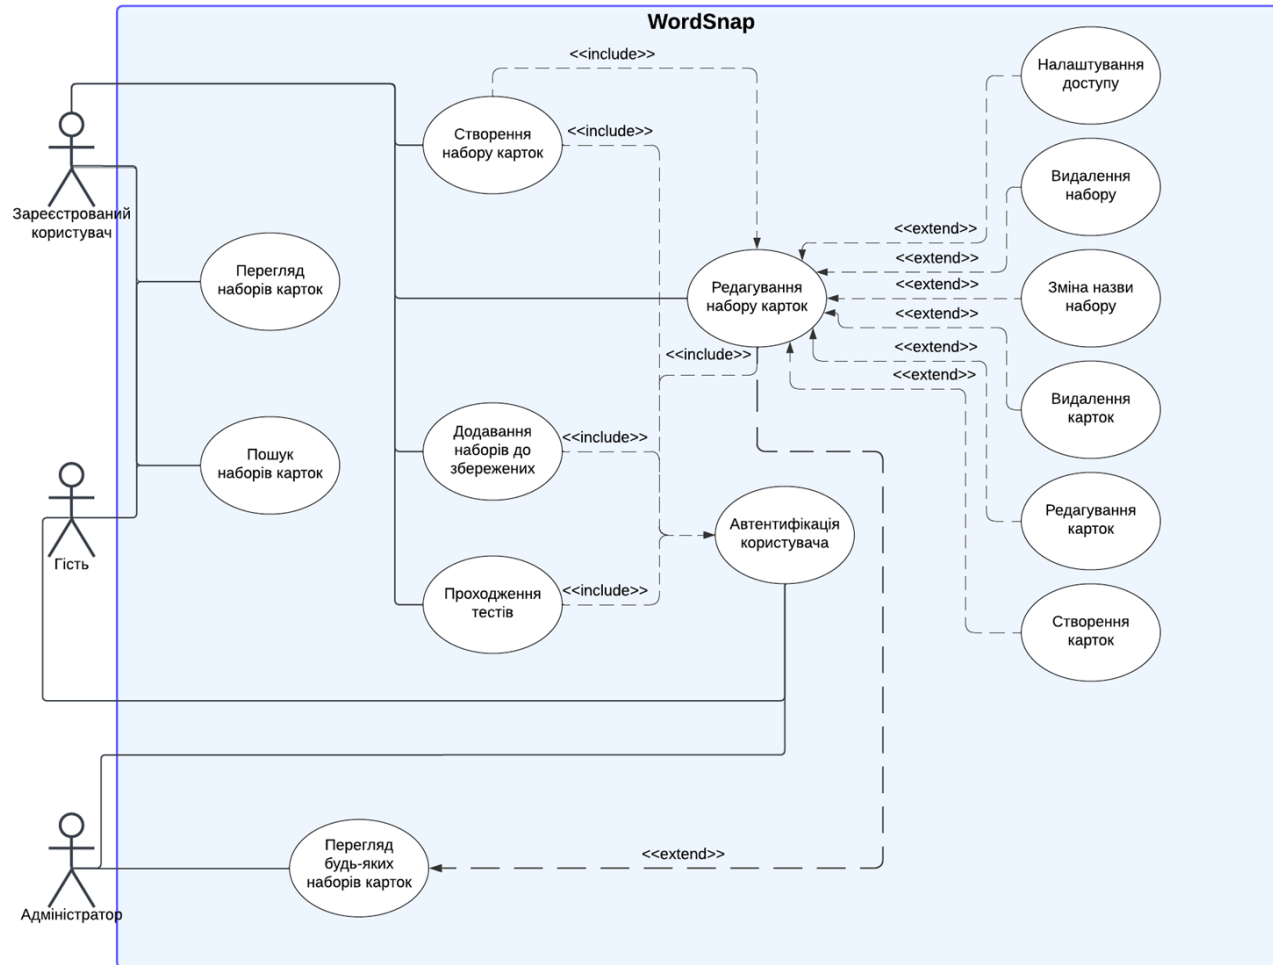 WordSnap
<<include>>
Налаштування
доступу
Створення
набору карток
<<include>>
Видалення
набору
Зареєстрований
користувач
<<extend>>
Перегляд
наборів карток
<<extend>>
Редагування
набору карток
<<extend>>
Зміна назви
набору
<<extend>>
<<include>>
<<extend>>
<<extend>>
Видалення
карток
Додавання
наборів до
збережених
<<include>>
Пошук
наборів карток
Автентифікація
користувача
Редагування
карток
Гість
Проходження
тестів
<<include>>
Створення
карток
Перегляд
будь-яких
наборів карток
<<extend>>
Адміністратор